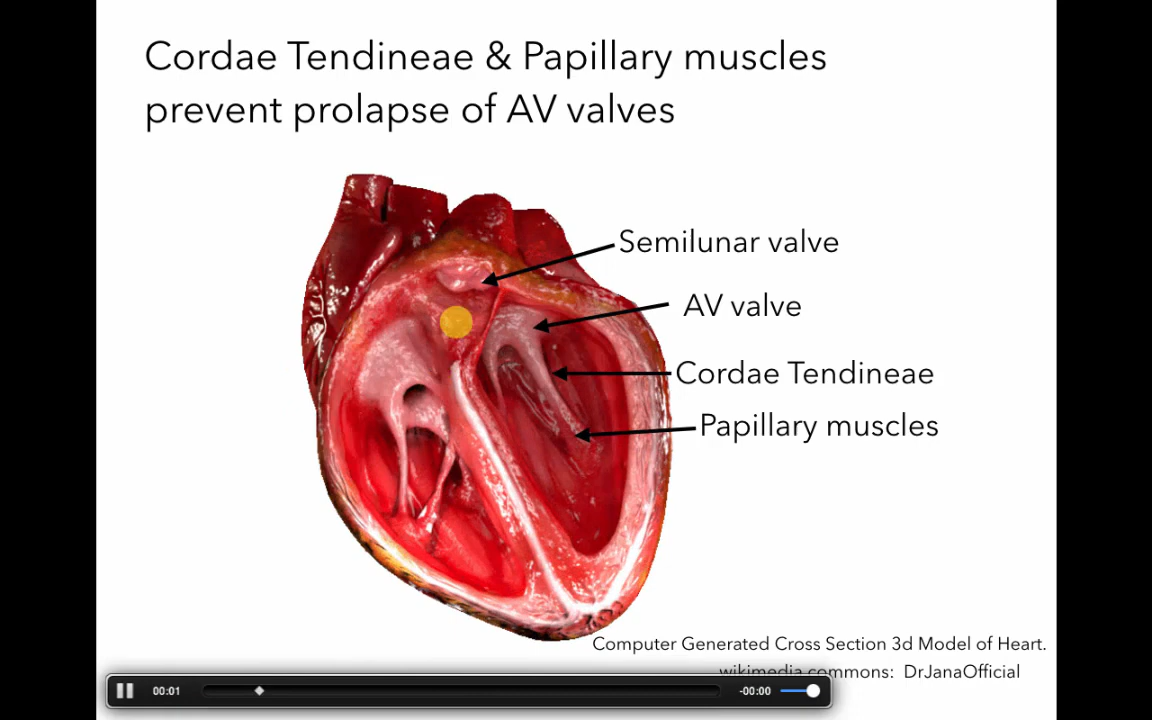 Cordae Tendineae & Papillary muscles
prevent prolapse of AV valves
Semilunar valve
AV valve
Cordae Tendineae
Papillary muscles
Computer Generated Cross Section 3d Model of Heart.
wikimedia commons: DrJanaOfficial
00:01
-00:00